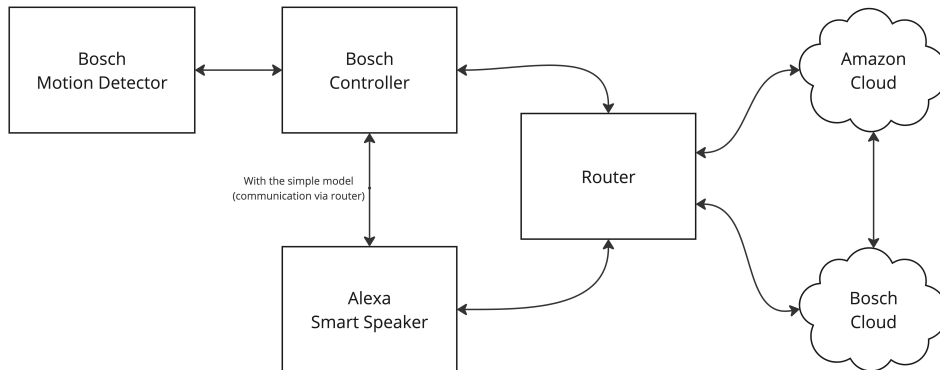 Bosch
Motion Detector
Bosch
Controller
Amazon
Cloud
With the simple model
(communication via router)
Router
Alexa
Smart Speaker
Bosch
Cloud